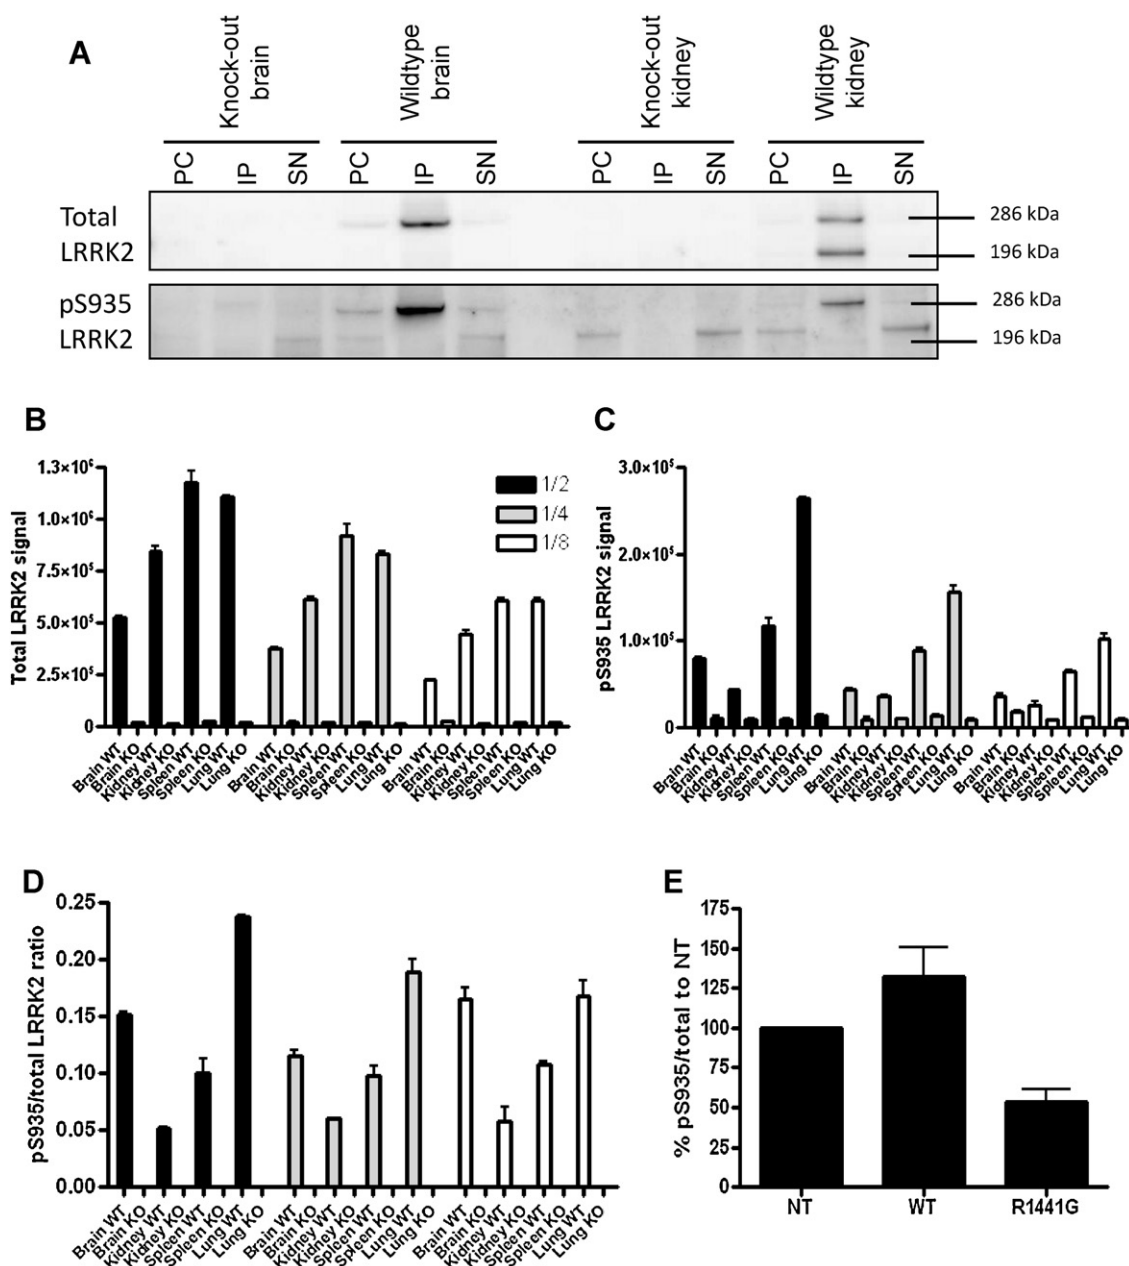 A
Knock-out brain
Wildtype brain
Knock-out kidney
Wildtype kidney
PC IP SN PC IP SN PC IP SN PC IP SN
Total LRRK2
286 kDa
196 kDa
pS935 LRRK2
286 kDa
196 kDa
B
Total LRRK2 signal
1.3×10⁶
1.0×10⁶
7.5×10⁵
5.0×10⁵
2.5×10⁵
0
1/2
1/4
1/8
Brain WT Brain KO Kidney WT Kidney KO Spleen WT Spleen KO Lung WT Lung KO
Brain WT Brain KO Kidney WT Kidney KO Spleen WT Spleen KO Lung WT Lung KO
Brain WT Brain KO Kidney WT Kidney KO Spleen WT Spleen KO Lung WT Lung KO
C
pS935 LRRK2 signal
3.0×10⁵
2.0×10⁵
1.0×10⁵
0
Brain WT Brain KO Kidney WT Kidney KO Spleen WT Spleen KO Lung WT Lung KO
Brain WT Brain KO Kidney WT Kidney KO Spleen WT Spleen KO Lung WT Lung KO
Brain WT Brain KO Kidney WT Kidney KO Spleen WT Spleen KO Lung WT Lung KO
D
pS935/total LRRK2 ratio
0.25
0.20
0.15
0.10
0.05
0.00
Brain WT Brain KO Kidney WT Kidney KO Spleen WT Spleen KO Lung WT Lung KO
Brain WT Brain KO Kidney WT Kidney KO Spleen WT Spleen KO Lung WT Lung KO
Brain WT Brain KO Kidney WT Kidney KO Spleen WT Spleen KO Lung WT Lung KO
E
% pS935/total to NT
175
150
125
100
75
50
25
0
NT WT R1441G